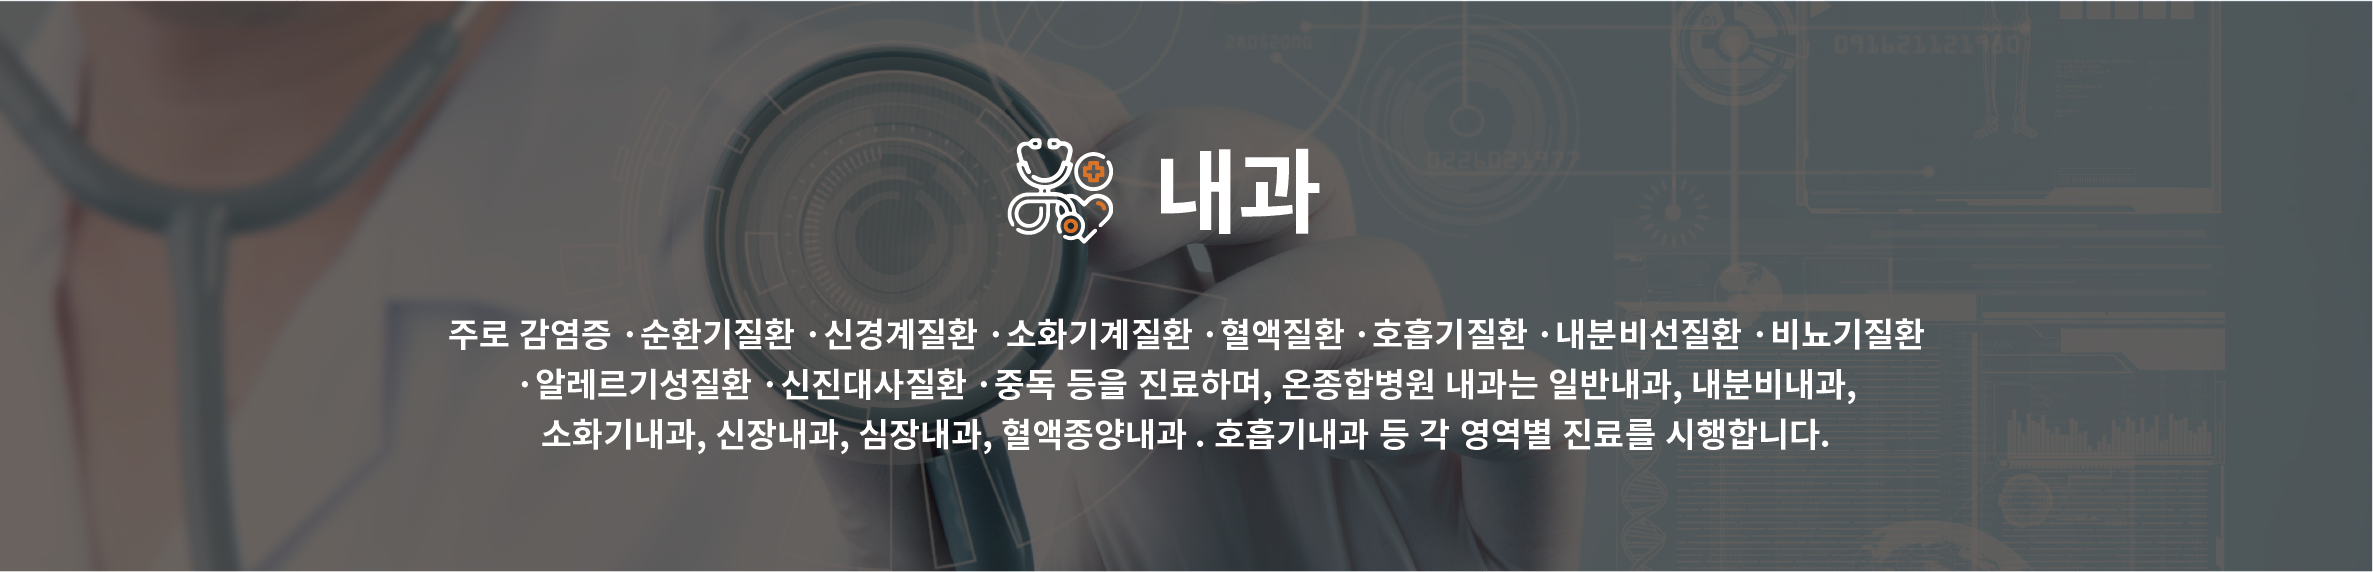 내과
주로 감염증 ·순환기질환 ·신경계질환 ·소화기계질환 ·혈액질환 ·호흡기질환 ·내분비선질환 ·비뇨기질환
·알레르기성질환 ·신진대사질환 ·중독 등을 진료하며, 온종합병원 내과는 일반내과, 내분비내과,
소화기내과, 신장내과, 심장내과, 혈액종양내과 . 호흡기내과 등 각 영역별 진료를 시행합니다.